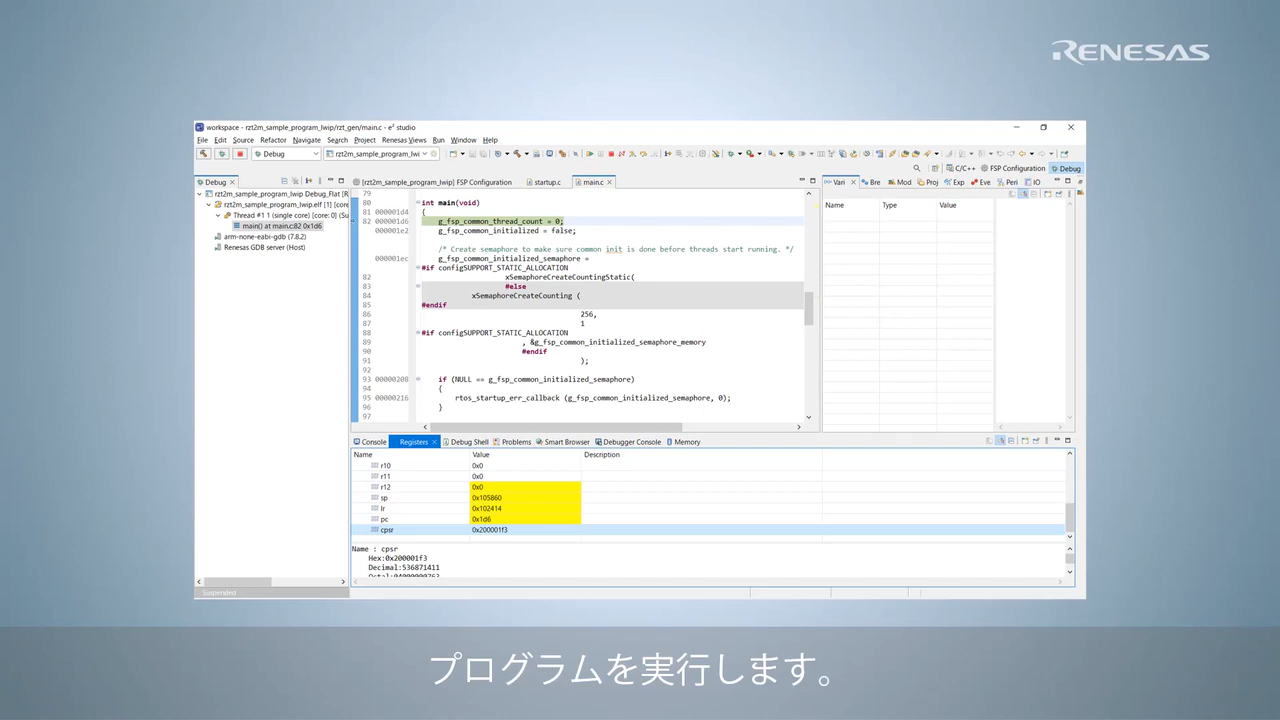 RENESAS
workspace - rzt2m_sample_program_lwip/rzt_gen/main.c - e² studio
File Edit Source Refactor Navigate Search Project Renesas Views Run Window Help
Debug rzt2m_sample_program_lwi
C/C++ FSP Configuration Debug
Debug
[rzt2m_sample_program_lwip] FSP Configuration startup.c main.c
Vari Bre Mod Proj Exp Eve Peri IO
rzt2m_sample_program_lwip Debug_Flat [
rzt2m_sample_program_lwip.elf [1] [core
Thread #1 1 (single core) [core: 0] (Su
main() at main.c:82 0x1d6
arm-none-eabi-gdb (7.8.2)
Renesas GDB server (Host)
79
80 int main(void)
81 000001d4 {
82 000001d6 g_fsp_common_thread_count = 0;
000001e2 g_fsp_common_initialized = false;
/* Create semaphore to make sure common init is done before threads start running. */
000001ec g_fsp_common_initialized_semaphore =
#if configSUPPORT_STATIC_ALLOCATION
82 xSemaphoreCreateCountingStatic(
83 #else
84 xSemaphoreCreateCounting (
85 #endif
86 256,
87 1
88 #if configSUPPORT_STATIC_ALLOCATION
89 , &g_fsp_common_initialized_semaphore_memory
90 #endif
91 );
92
93 00000208 if (NULL == g_fsp_common_initialized_semaphore)
94 {
95 00000216 rtos_startup_err_callback (g_fsp_common_initialized_semaphore, 0);
96 }
97
Name Type Value
Console Registers Debug Shell Problems Smart Browser Debugger Console Memory
Name Value Description
r10 0x0
r11 0x0
r12 0x0
sp 0x105860
lr 0x102414
pc 0x1d6
cpsr 0x200001f3
Name : cpsr
Hex:0x200001f3
Decimal:536871411
Suspended
プログラムを実行します。